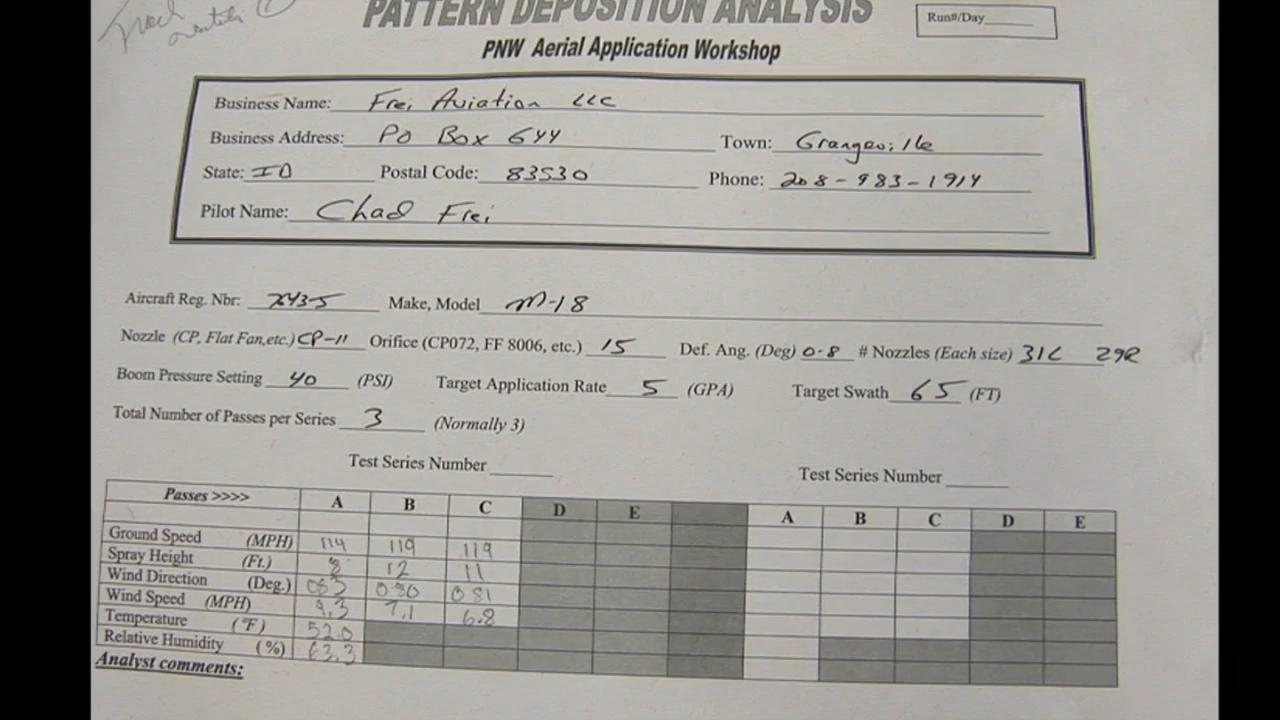 PATTERN DEPOSITION ANALYSIS
Run#/Day
PNW Aerial Application Workshop
Business Name: Frei Aviation LLC
Business Address: PO Box 644 Town: Grangeville
State: ID Postal Code: 83530 Phone: 208-983-1914
Pilot Name: Chad Frei
Aircraft Reg. Nbr: Make, Model M-18
Nozzle (CP, Flat Fan,etc.) CP-11 Orifice (CP072, FF 8006, etc.) 15 Def. Ang. (Deg) 0-8 # Nozzles (Each size) 31L 29R
Boom Pressure Setting 40 (PSI) Target Application Rate 5 (GPA) Target Swath 65 (FT)
Total Number of Passes per Series 3 (Normally 3)
Test Series Number Test Series Number
Passes >>>> A B C D E A B C D E
Ground Speed (MPH) 114 119 119
Spray Height (Ft.) 8 12 11
Wind Direction (Deg.) 080 081
Wind Speed (MPH) 9.3 7.1 6.8
Temperature (°F) 52.0
Relative Humidity (%) 63.3
Analyst comments: